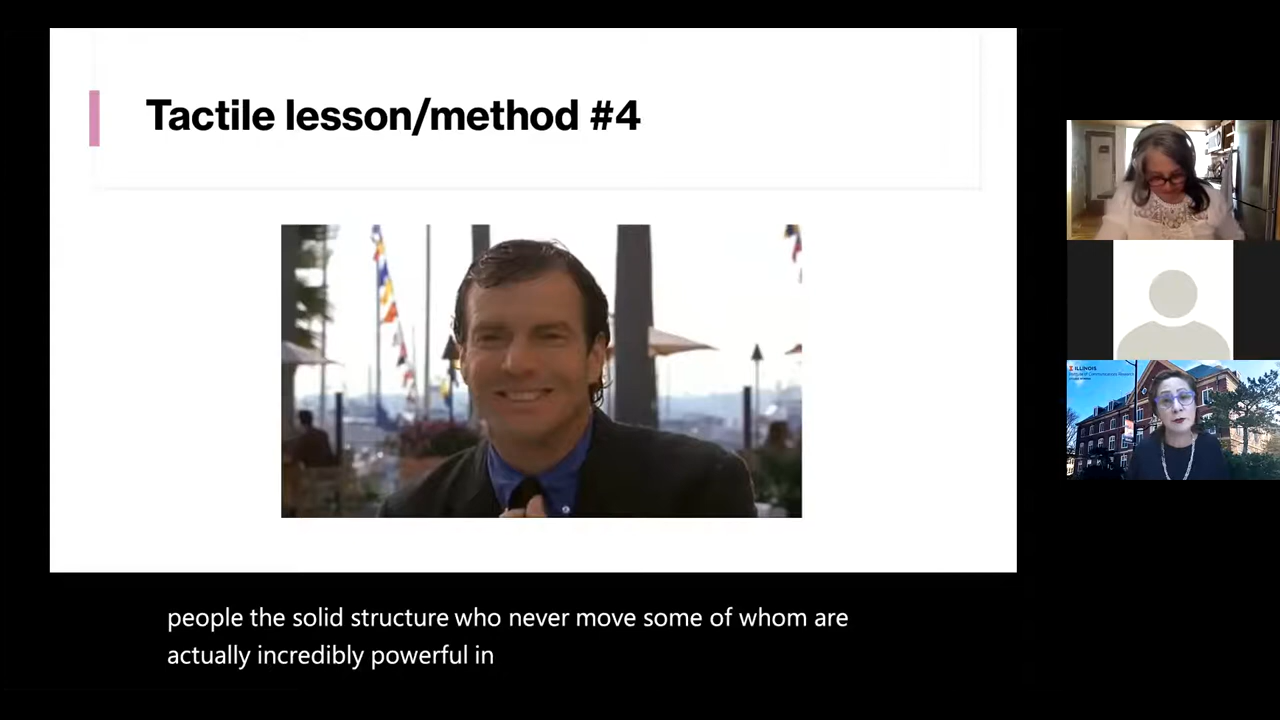 Tactile lesson/method #4
ILLINOIS
people the solid structure who never move some of whom are
actually incredibly powerful in